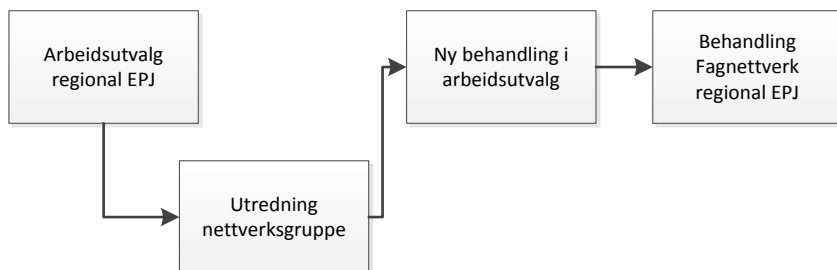 Arbeidsutvalg
regional EPJ
Utredning
nettverksgruppe
Ny behandling i
arbeidsutvalg
Behandling
Fagnettverk
regional EPJ